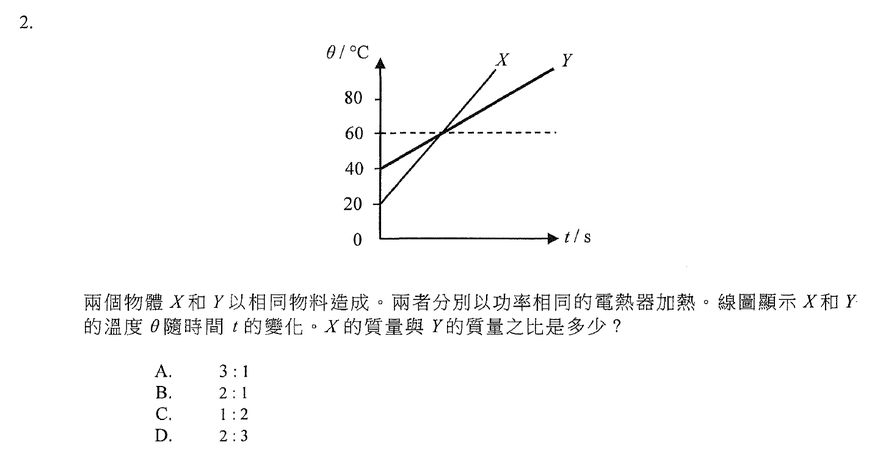 2.
θ / °C
X
Y
80
60
40
20
0
t / s
兩個物體 X 和 Y 以相同物料造成。兩者分別以功率相同的電熱器加熱。線圖顯示 X 和 Y
的溫度 θ 隨時間 t 的變化。X 的質量與 Y 的質量之比是多少？
A. 3 : 1
B. 2 : 1
C. 1 : 2
D. 2 : 3